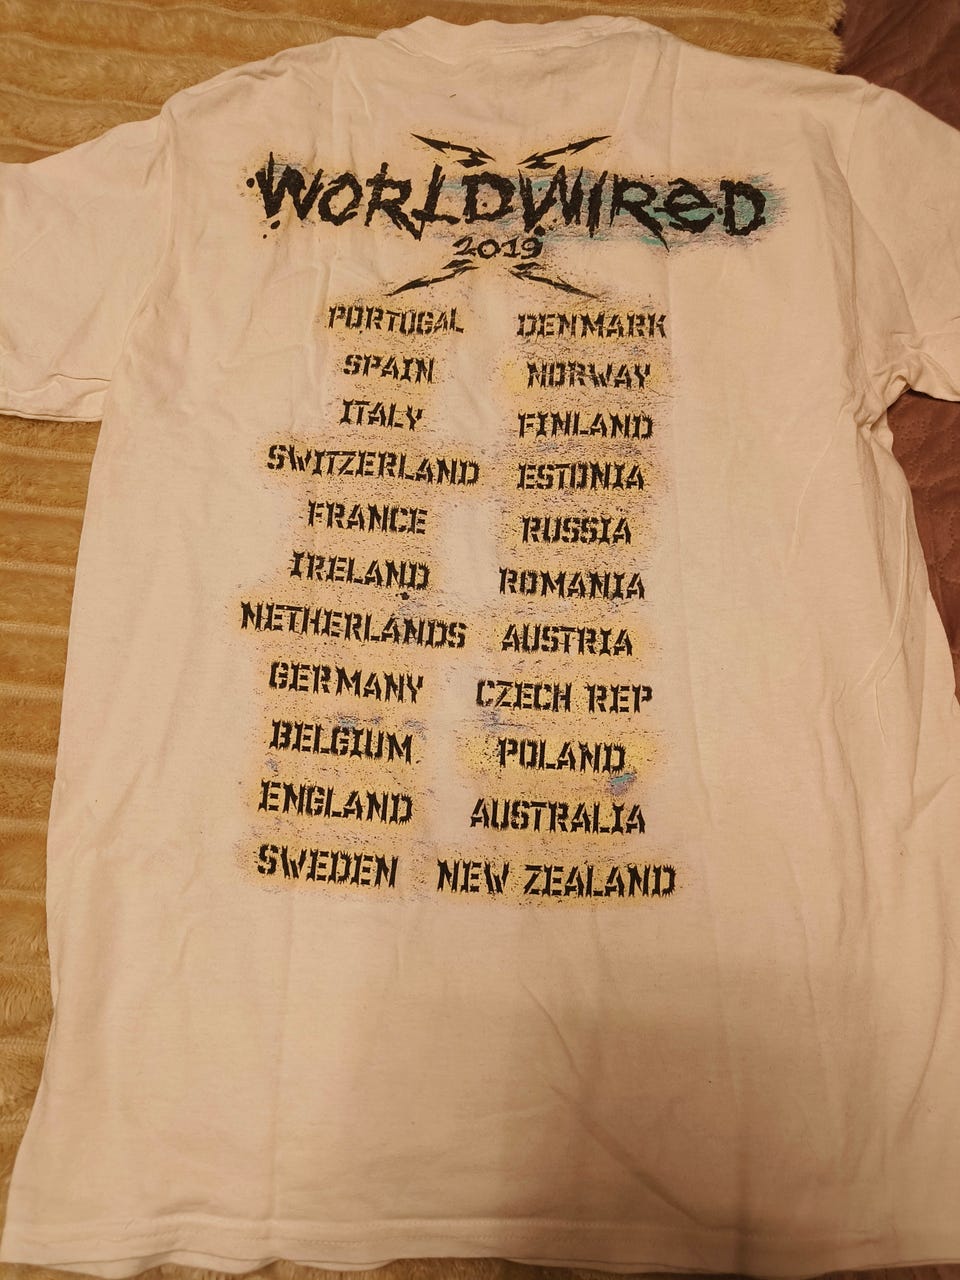 WORLDWIRED
2019
PORTUGAL
SPAIN
ITALY
SWITZERLAND
FRANCE
IRELAND
NETHERLANDS
GERMANY
BELGIUM
ENGLAND
SWEDEN
DENMARK
NORWAY
FINLAND
ESTONIA
RUSSIA
ROMANIA
AUSTRIA
CZECH REP
POLAND
AUSTRALIA
NEW ZEALAND